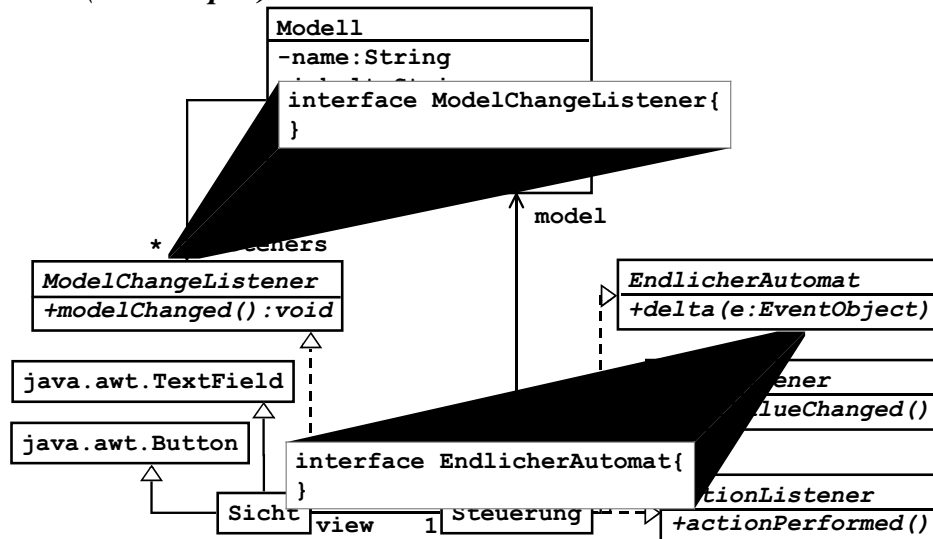 Modell
-name:String
interface ModelChangeListener{
}
model
*
ModelChangeListener
+modelChanged():void
EndlicherAutomat
+delta(e:EventObject)
java.awt.TextField
java.awt.Button
interface EndlicherAutomat{
}
Sicht
view 1
Steuerung
+actionPerformed()